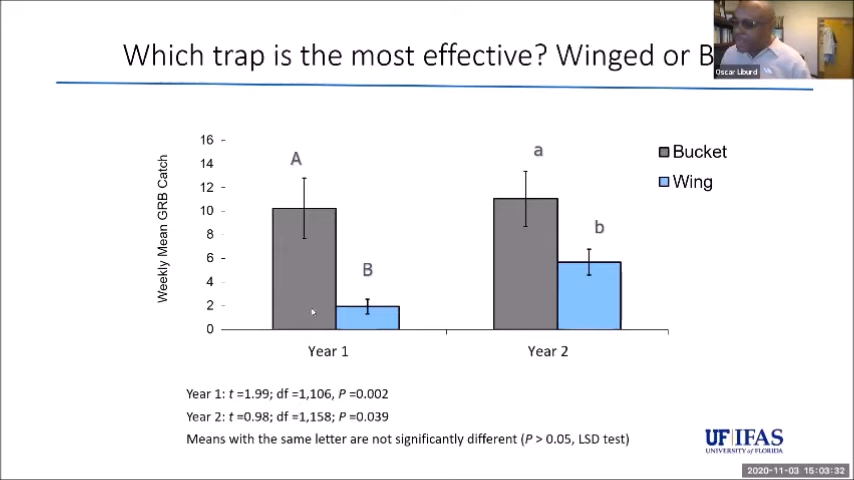 Which trap is the most effective? Winged or B
Oscar Liburd
16
14
12
10
8
6
4
2
0
Weekly Mean GRB Catch
A
B
a
b
Bucket
Wing
Year 1
Year 2
Year 1: t =1.99; df =1,106, P =0.002
Year 2: t =0.98; df =1,158; P =0.039
Means with the same letter are not significantly different (P > 0.05, LSD test)
UF IFAS
UNIVERSITY of FLORIDA
2020-11-03 15:03:32